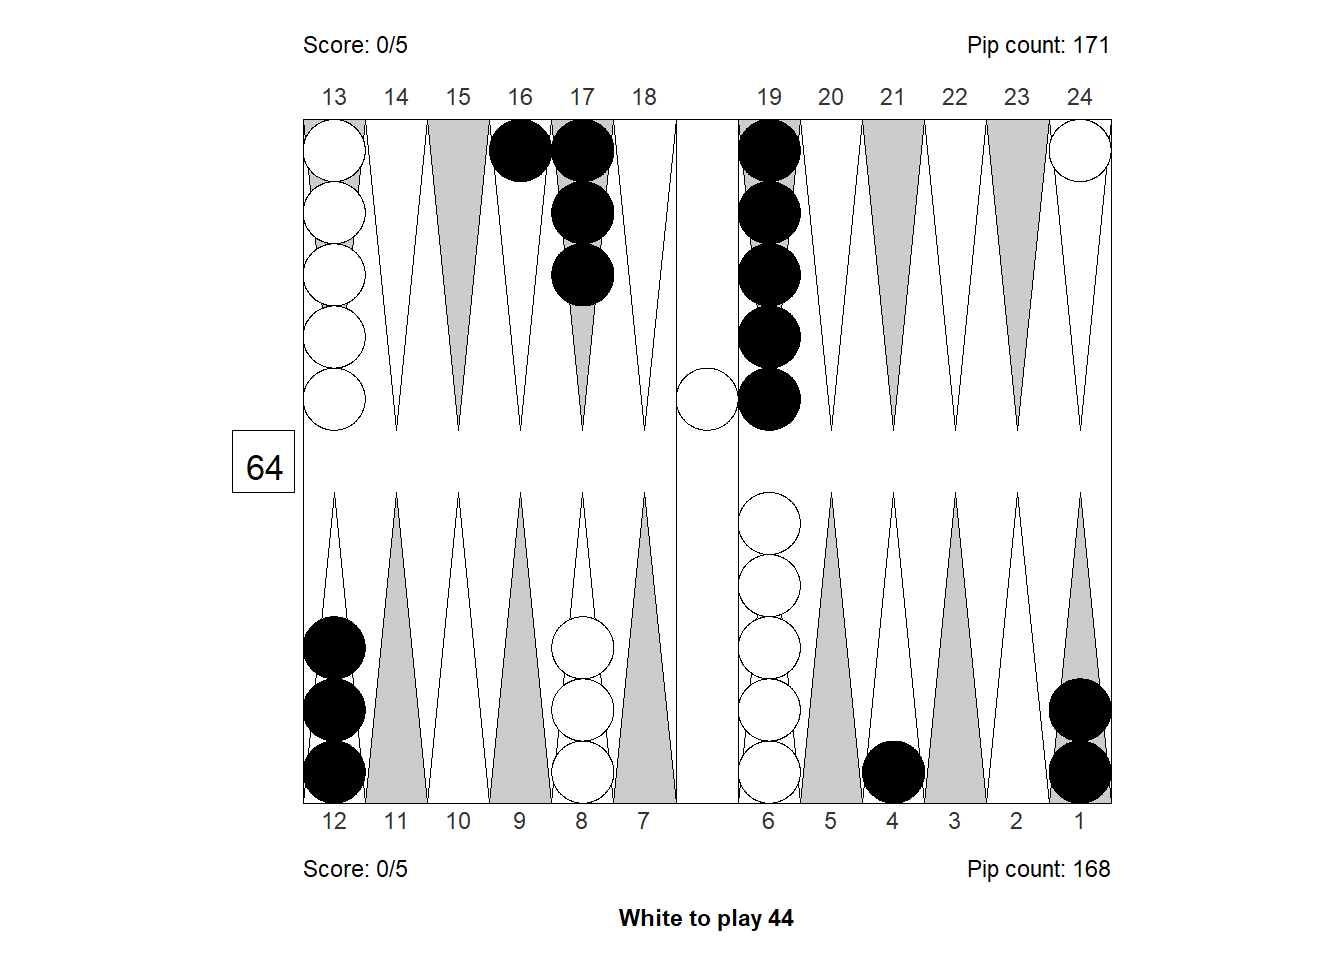 Score: 0/5 Pip count: 171
13 14 15 16 17 18 19 20 21 22 23 24
64
12 11 10 9 8 7 6 5 4 3 2 1
Score: 0/5 Pip count: 168
White to play 44